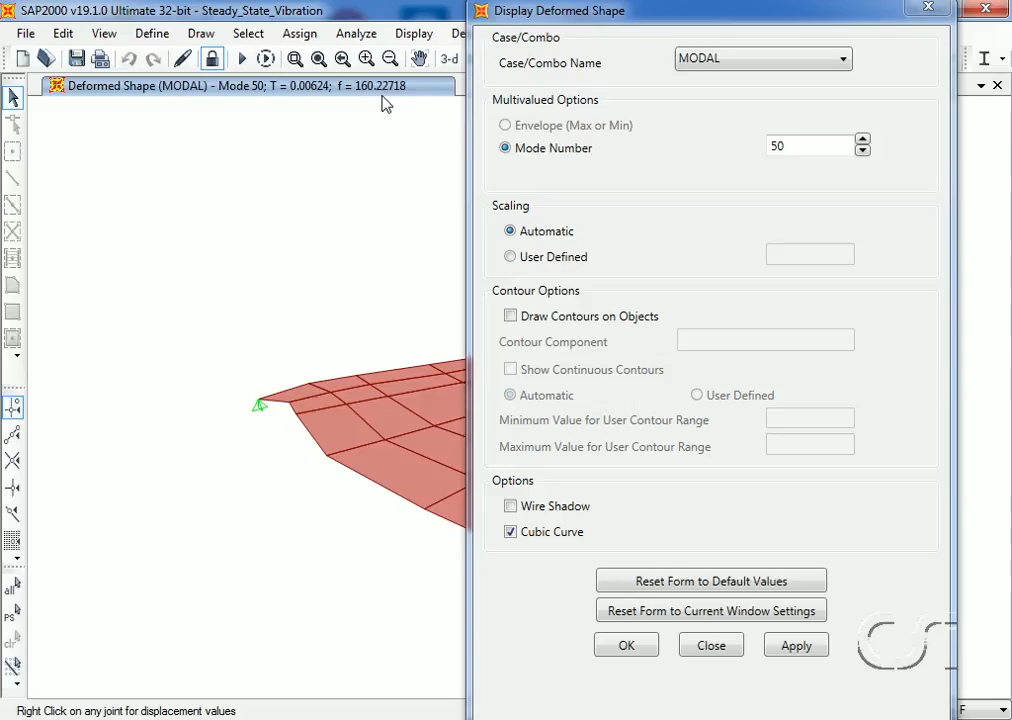 SAP2000 v19.1.0 Ultimate 32-bit - Steady_State_Vibration
File Edit View Define Draw Select Assign Analyze Display De
3-d
Deformed Shape (MODAL) - Mode 50; T = 0.00624; f = 160.22718
Display Deformed Shape
Case/Combo
Case/Combo Name MODAL
Multivalued Options
Envelope (Max or Min)
Mode Number 50
Scaling
Automatic
User Defined
Contour Options
Draw Contours on Objects
Contour Component
Show Continuous Contours
Automatic User Defined
Minimum Value for User Contour Range
Maximum Value for User Contour Range
Options
Wire Shadow
Cubic Curve
Reset Form to Default Values
Reset Form to Current Window Settings
OK Close Apply
all
PS
clr
Right Click on any joint for displacement values
F